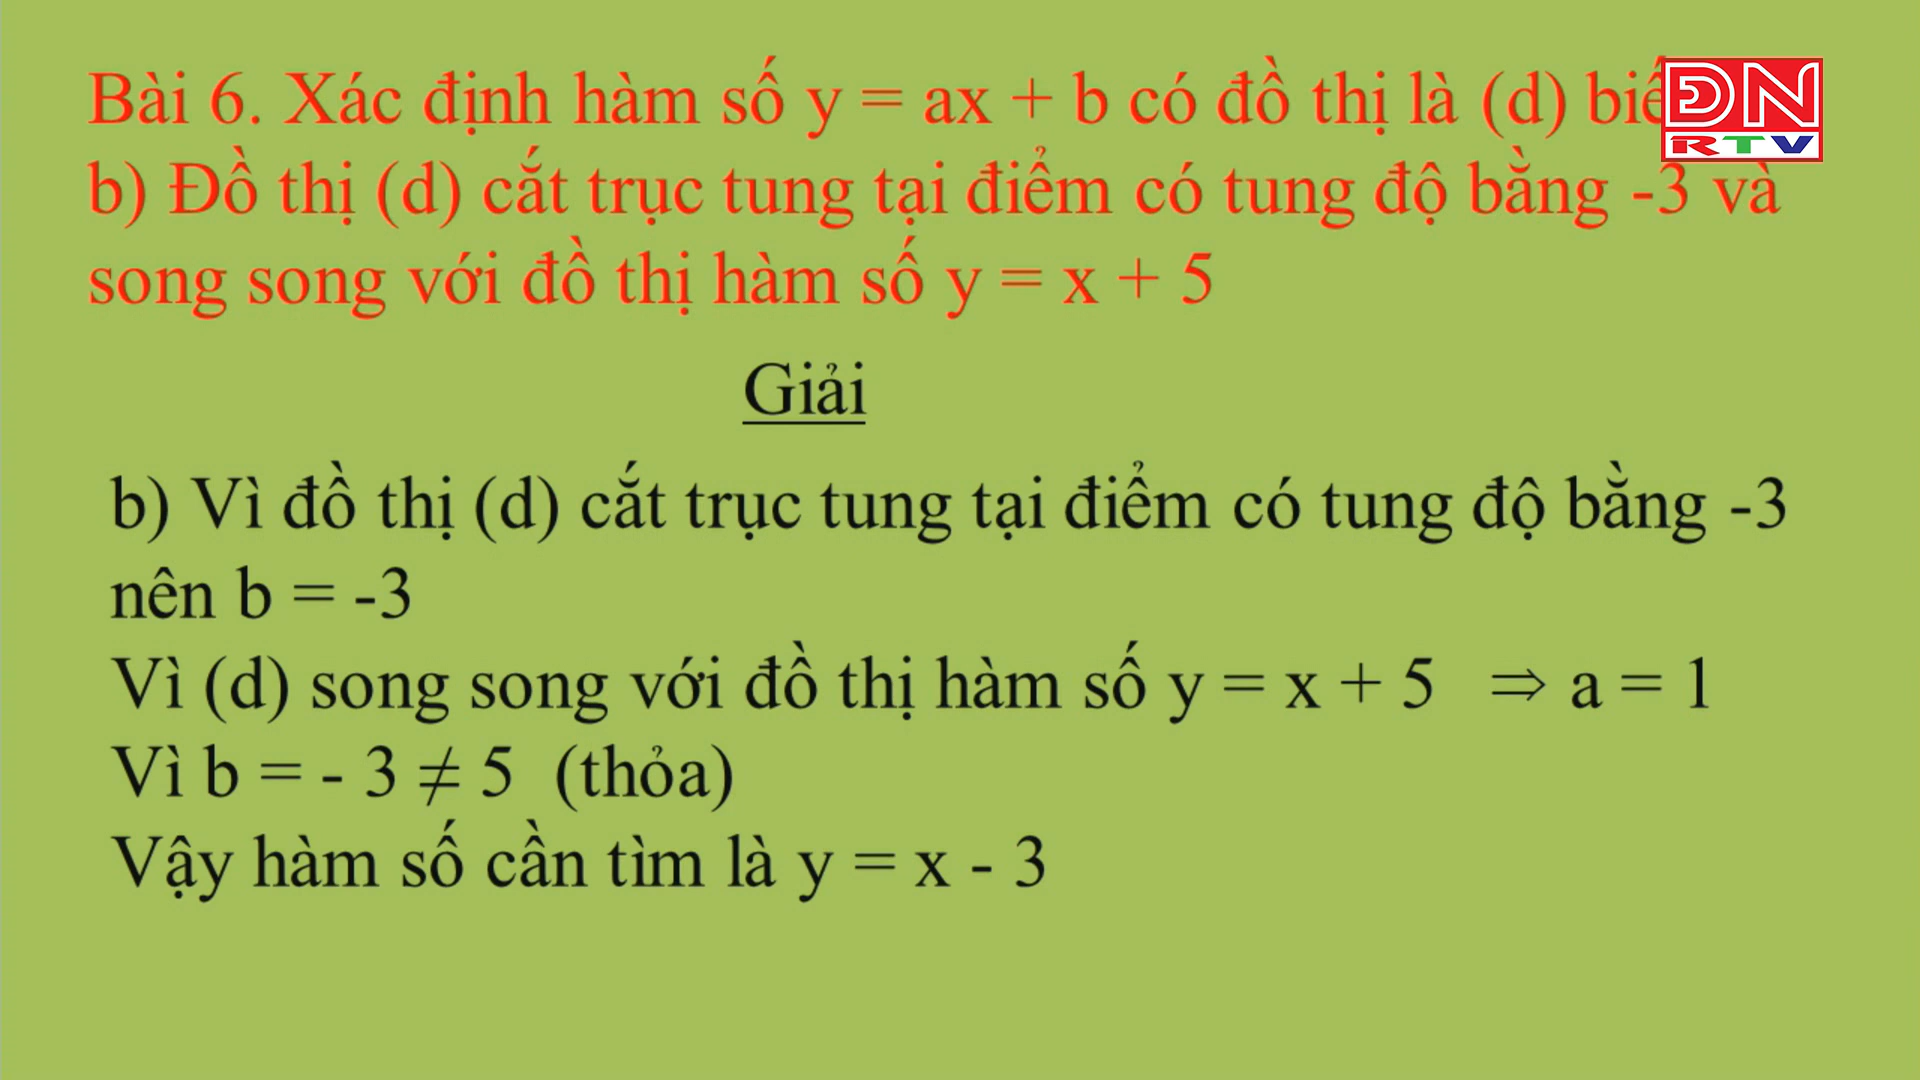 Bài 6. Xác định hàm số y = ax + b có đồ thị là (d)
ĐN
RTV
b) Đồ thị (d) cắt trục tung tại điểm có tung độ bằng -3 và
song song với đồ thị hàm số y = x + 5
Giải
b) Vì đồ thị (d) cắt trục tung tại điểm có tung độ bằng -3
nên b = -3
Vì (d) song song với đồ thị hàm số y = x + 5 ⇒ a = 1
Vì b = - 3 ≠ 5 (thỏa)
Vậy hàm số cần tìm là y = x - 3